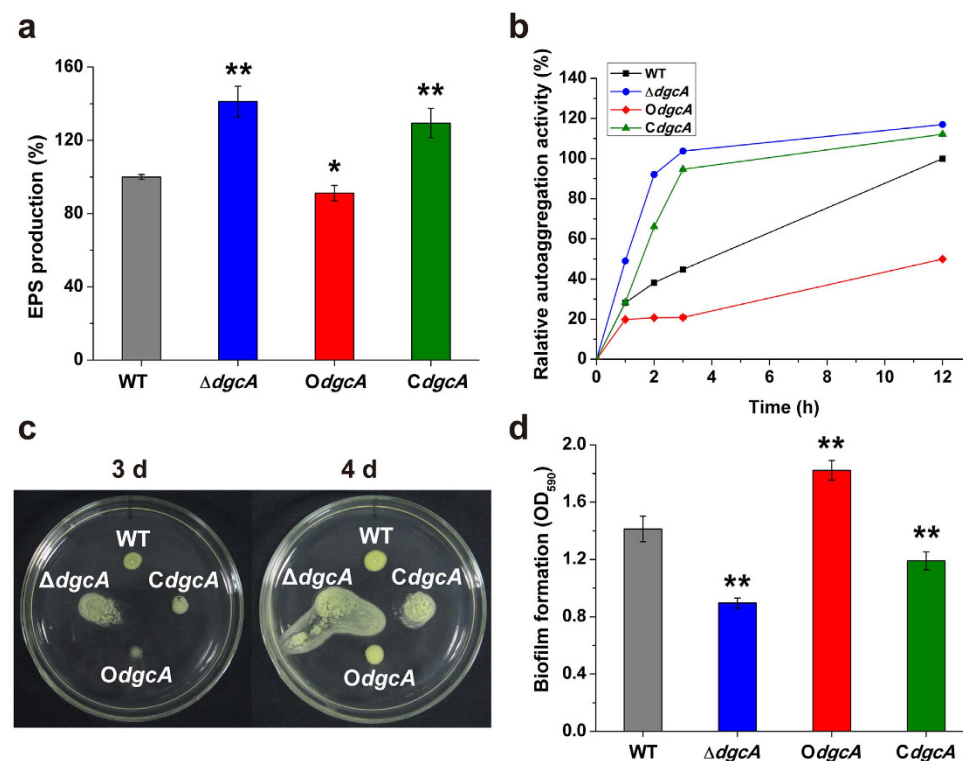 a
EPS production (%)
160
120
80
40
0
**
*
**
WT
ΔdgcA
OdgcA
CdgcA
b
Ralative autoaggregation activity (%)
140
120
100
80
60
40
20
0
WT
ΔdgcA
OdgcA
CdgcA
0 2 4 6 8 10 12
Time (h)
c
3 d
4 d
WT
ΔdgcA
CdgcA
OdgcA
WT
ΔdgcA
CdgcA
OdgcA
d
Biofilm formation (OD590)
2.0
1.6
1.2
0.8
0.4
0.0
**
**
**
WT
ΔdgcA
OdgcA
CdgcA